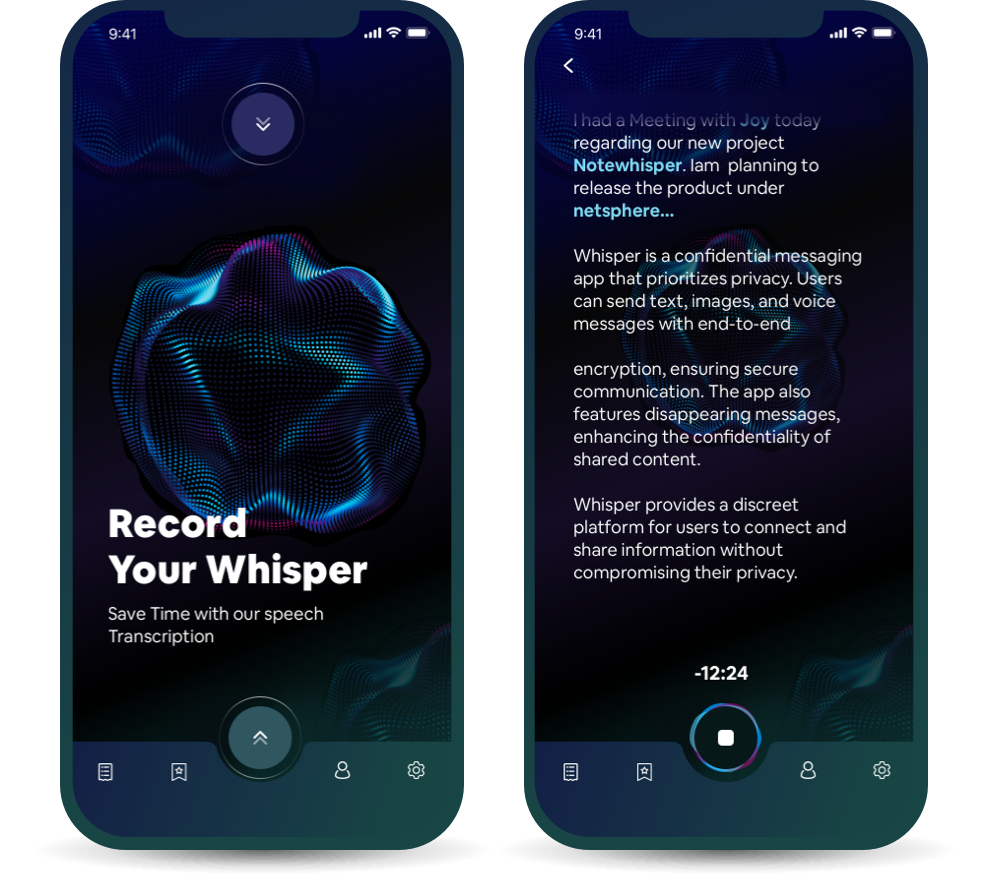 9:41
Record
Your Whisper
Save Time with our speech
Transcription
9:41
I had a Meeting with Joy today
regarding our new project
Notewhisper. Iam  planning to
release the product under
netsphere...
Whisper is a confidential messaging
app that prioritizes privacy. Users
can send text, images, and voice
messages with end-to-end
encryption, ensuring secure
communication. The app also
features disappearing messages,
enhancing the confidentiality of
shared content.
Whisper provides a discreet
platform for users to connect and
share information without
compromising their privacy.
-12:24